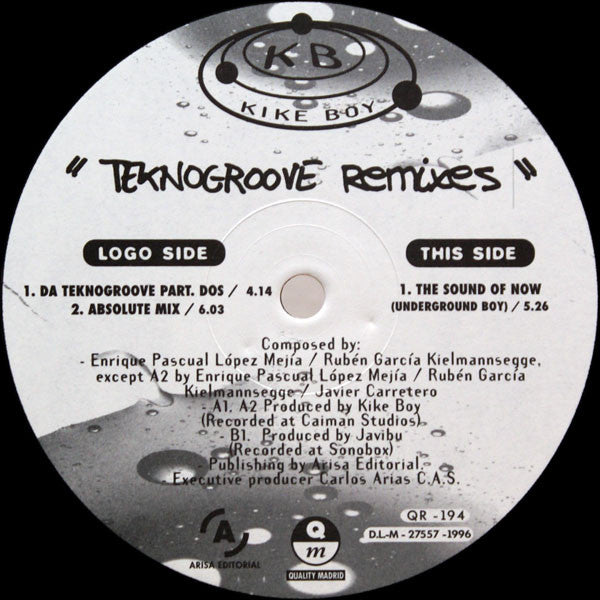 KB
KIKE BOY
" TEKNOGROOVE Remixes "
LOGO SIDE
1. DA TEKNOGROOVE PART. DOS / 4.14
2. ABSOLUTE MIX / 6.03
THIS SIDE
1. THE SOUND OF NOW
(UNDERGROUND BOY) / 5.26
Composed by:
- Enrique Pascual López Mejía / Rubén García Kielmannsegge,
except A2 by Enrique Pascual López Mejía / Rubén García
Kielmannsegge / Javier Carretero
- A1. A2 Produced by Kike Boy
(Recorded at Caiman Studios)
B1. Produced by Javibu
(Recorded at Sonobox)
- Publishing by Arisa Editorial.
- Executive producer Carlos Arias C.A.S.
A
ARISA EDITORIAL
Q
m
QUALITY MADRID
QR - 194
D.L-M - 27557 -1996